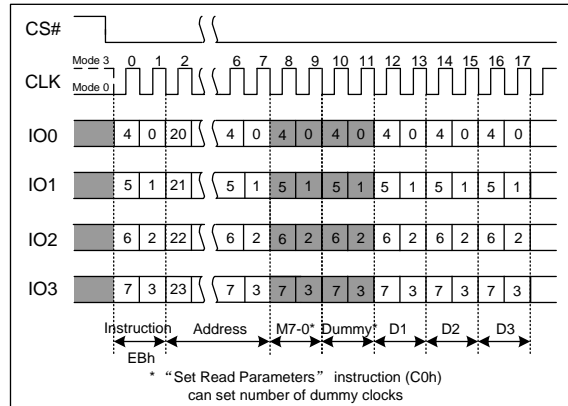 CS#
Mode 3 0 1 2 6 7 8 9 10 11 12 13 14 15 16 17
CLK
Mode 0
IO0 4 0 20 4 0 4 0 4 0 4 0 4 0 4 0
IO1 5 1 21 5 1 5 1 5 1 5 1 5 1 5 1
IO2 6 2 22 6 2 6 2 6 2 6 2 6 2 6 2
IO3 7 3 23 7 3 7 3 7 3 7 3 7 3 7 3
Instruction Address M7-0* Dummy* D1 D2 D3
EBh
* “Set Read Parameters” instruction (C0h)
can set number of dummy clocks